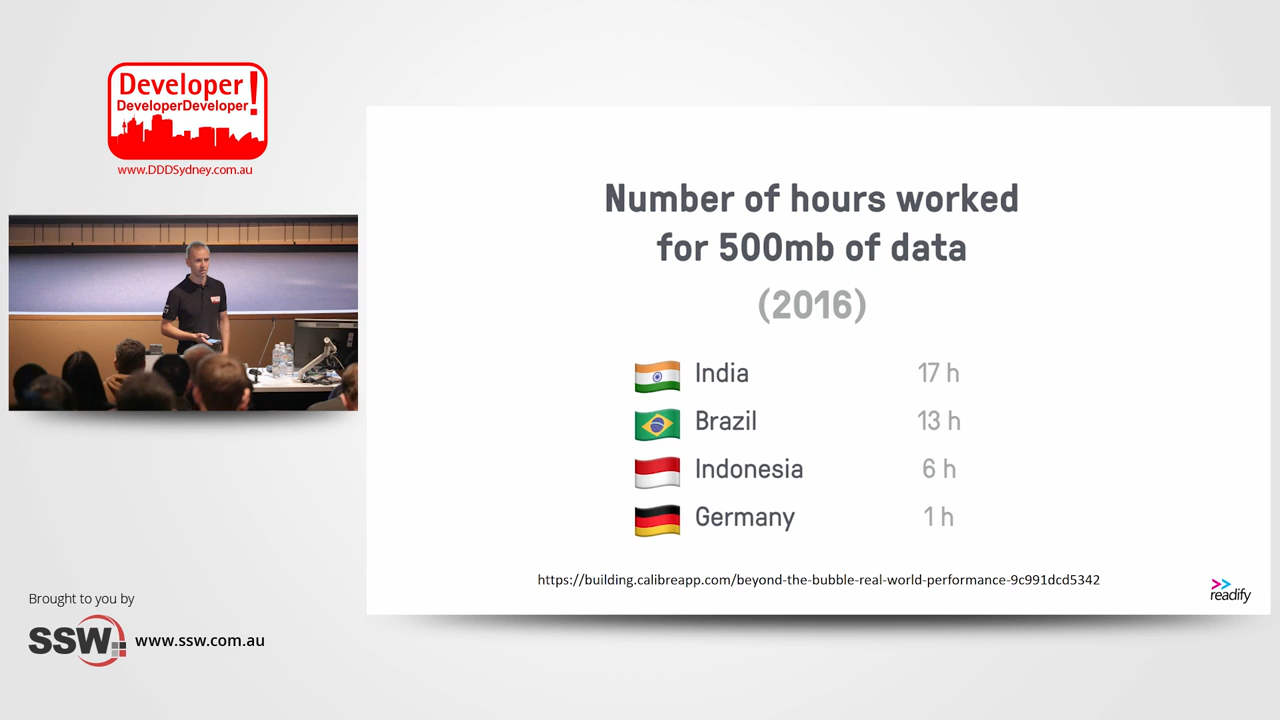 Developer!
DeveloperDeveloper!
www.DDDSydney.com.au
Number of hours worked
for 500mb of data
(2016)
India 17 h
Brazil 13 h
Indonesia 6 h
Germany 1 h
https://building.calibreapp.com/beyond-the-bubble-real-world-performance-9c991dcd5342
readify
Brought to you by
SSW www.ssw.com.au